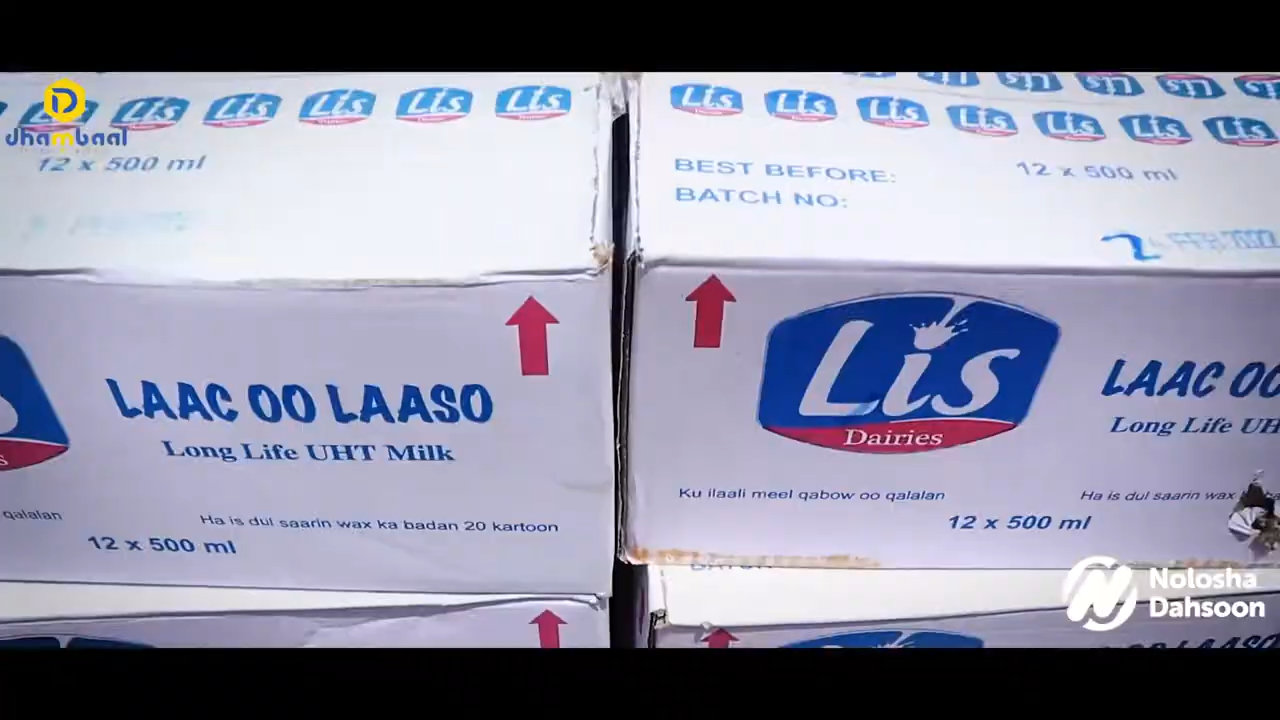 dhambaal
Lis Lis Lis Lis Lis Lis
12 x 500 ml
Lis Lis Lis Lis Lis Lis Lis
BEST BEFORE:
12 x 500 ml
BATCH NO:
LAAC OO LAASO
Long Life UHT Milk
qalalan
Ha is dul saarin wax ka badan 20 kartoon
12 x 500 ml
Lis
Dairies
LAAC OO
Long Life UH
Ku ilaali meel qabow oo qalalan
Ha is dul saarin wax
12 x 500 ml
Nolosha
Dahsoon